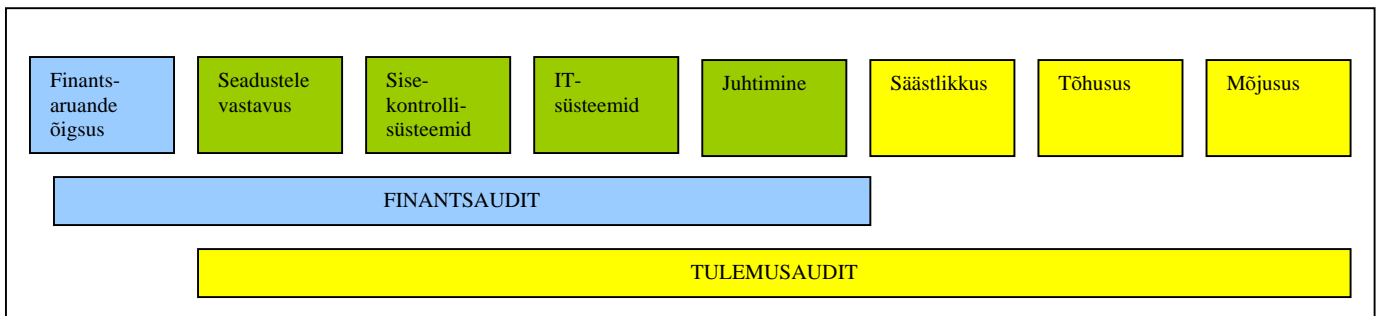 Finants-
aruande
õigsus
Seadustele
vastavus
Sise-
kontrolli-
süsteemid
IT-
süsteemid
Juhtimine
Säästlikkus
Tõhusus
Mõjusus
FINANTSAUDIT
TULEMUSAUDIT